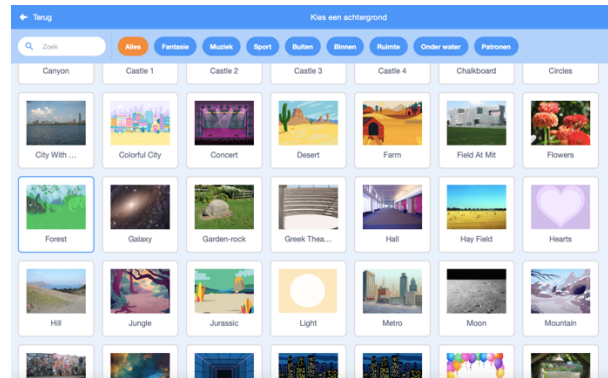 Terug
Kies een achtergrond
Zoek
Alles Fantasie Muziek Sport Buiten Binnen Ruimte Onder water Patronen
Canyon Castle 1 Castle 2 Castle 3 Castle 4 Chalkboard Circles
City With ... Colorful City Concert Desert Farm Field At Mit Flowers
Forest Galaxy Garden-rock Greek Thea... Hall Hay Field Hearts
Hill Jungle Jurassic Light Metro Moon Mountain